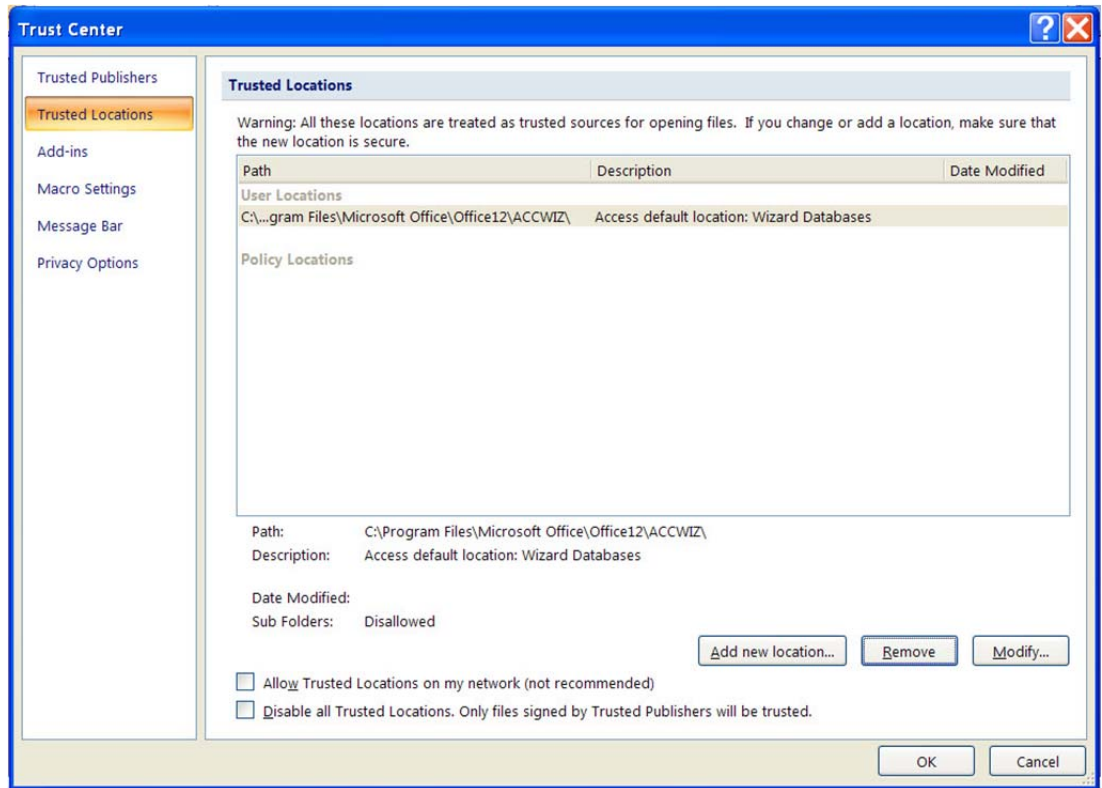 Trust Center
Trusted Publishers
Trusted Locations
Add-ins
Macro Settings
Message Bar
Privacy Options
Trusted Locations
Warning: All these locations are treated as trusted sources for opening files. If you change or add a location, make sure that
the new location is secure.
Path Description Date Modified
User Locations
C:\...gram Files\Microsoft Office\Office12\ACCWIZ\ Access default location: Wizard Databases
Policy Locations
Path: C:\Program Files\Microsoft Office\Office12\ACCWIZ\
Description: Access default location: Wizard Databases
Date Modified:
Sub Folders: Disallowed
Add new location... Remove Modify...
Allow Trusted Locations on my network (not recommended)
Disable all Trusted Locations. Only files signed by Trusted Publishers will be trusted.
OK Cancel